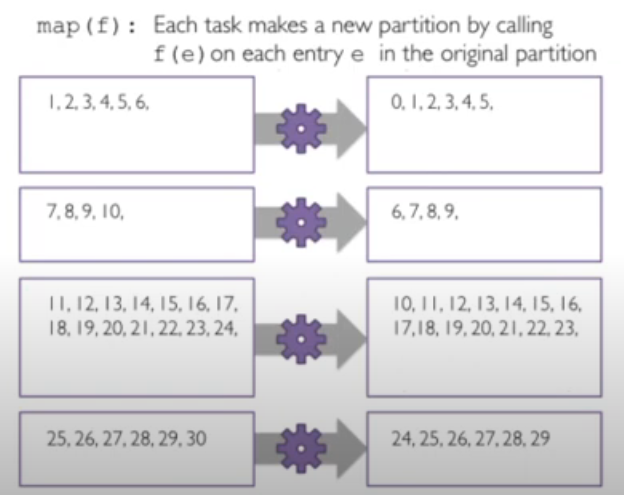 map(f): Each task makes a new partition by calling
f(e) on each entry e in the original partition
1, 2, 3, 4, 5, 6,
0, 1, 2, 3, 4, 5,
7, 8, 9, 10,
6, 7, 8, 9,
11, 12, 13, 14, 15, 16, 17,
18, 19, 20, 21, 22, 23, 24,
10, 11, 12, 13, 14, 15, 16,
17,18, 19, 20, 21, 22, 23,
25, 26, 27, 28, 29, 30
24, 25, 26, 27, 28, 29